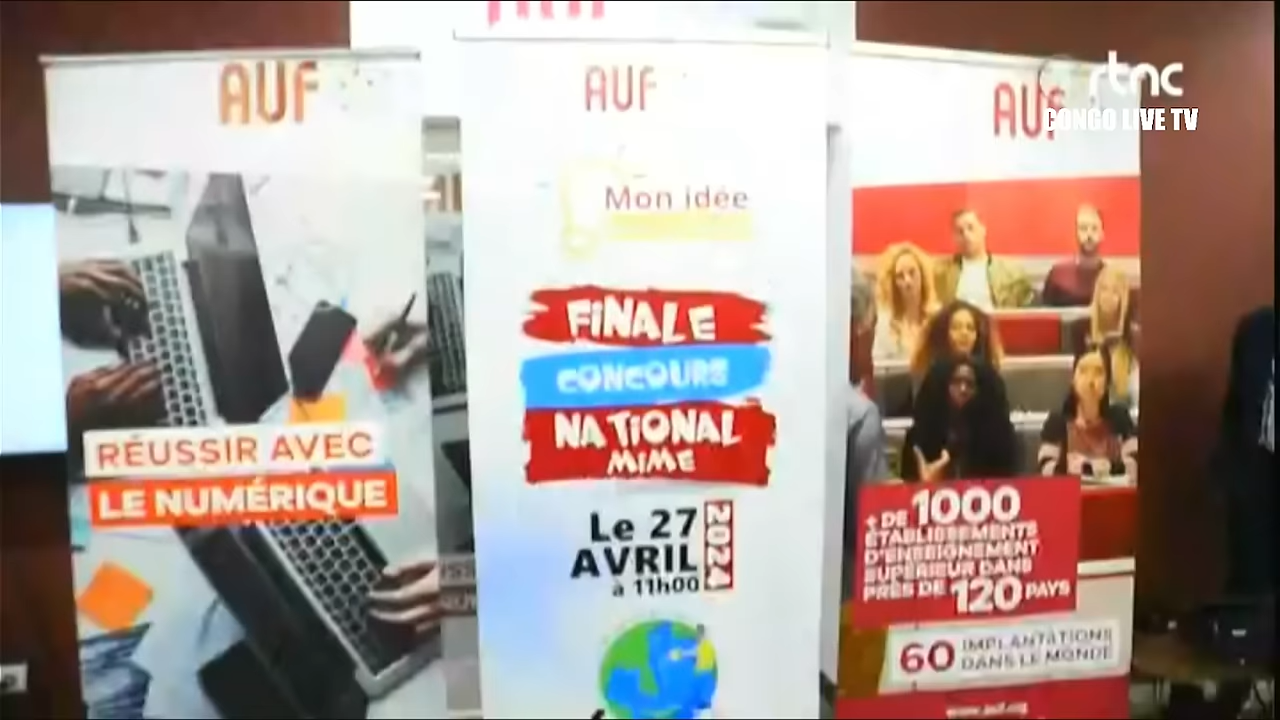 AUF
RÉUSSIR AVEC
LE NUMÉRIQUE
AUF
Mon idée
FINALE
CONCOURS
NATIONAL
MIME
Le 27
AVRIL
2024
à 11h00
AUF
+ DE 1000
ÉTABLISSEMENTS
D'ENSEIGNEMENT
SUPÉRIEUR DANS
PRÈS DE 120 PAYS
60 IMPLANTATIONS
DANS LE MONDE
www.auf.org
rtnc
CONGO LIVE TV